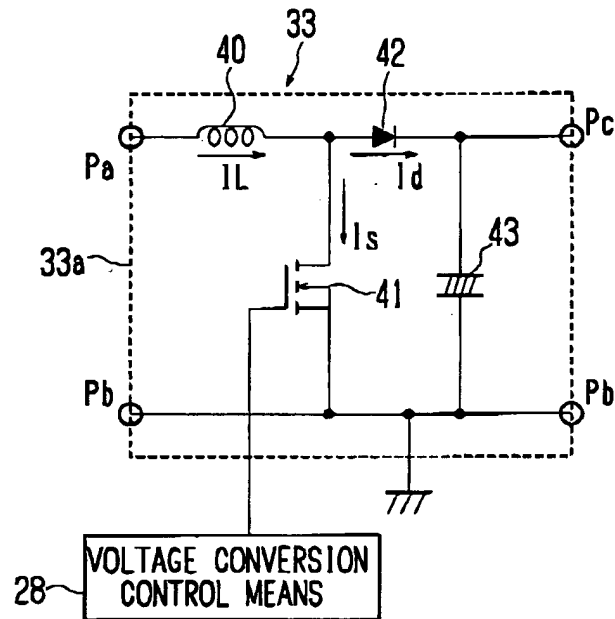 33
40
42
Pa
Pc
IL
Id
Is
33a
43
41
Pb
Pb
VOLTAGE CONVERSION
CONTROL MEANS
28